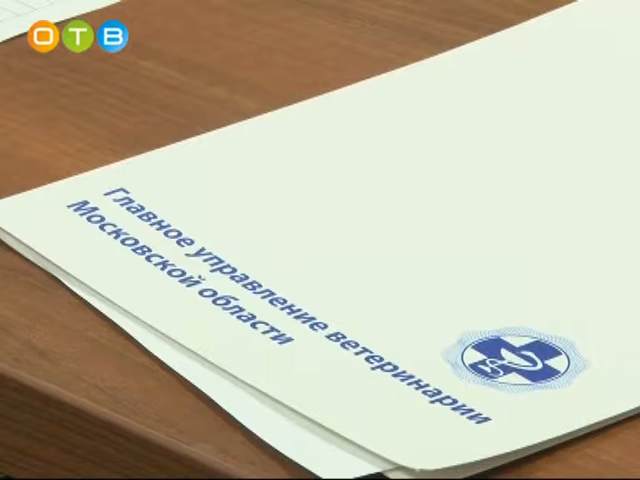 ОТВ
Главное управление ветеринарии
Московской области